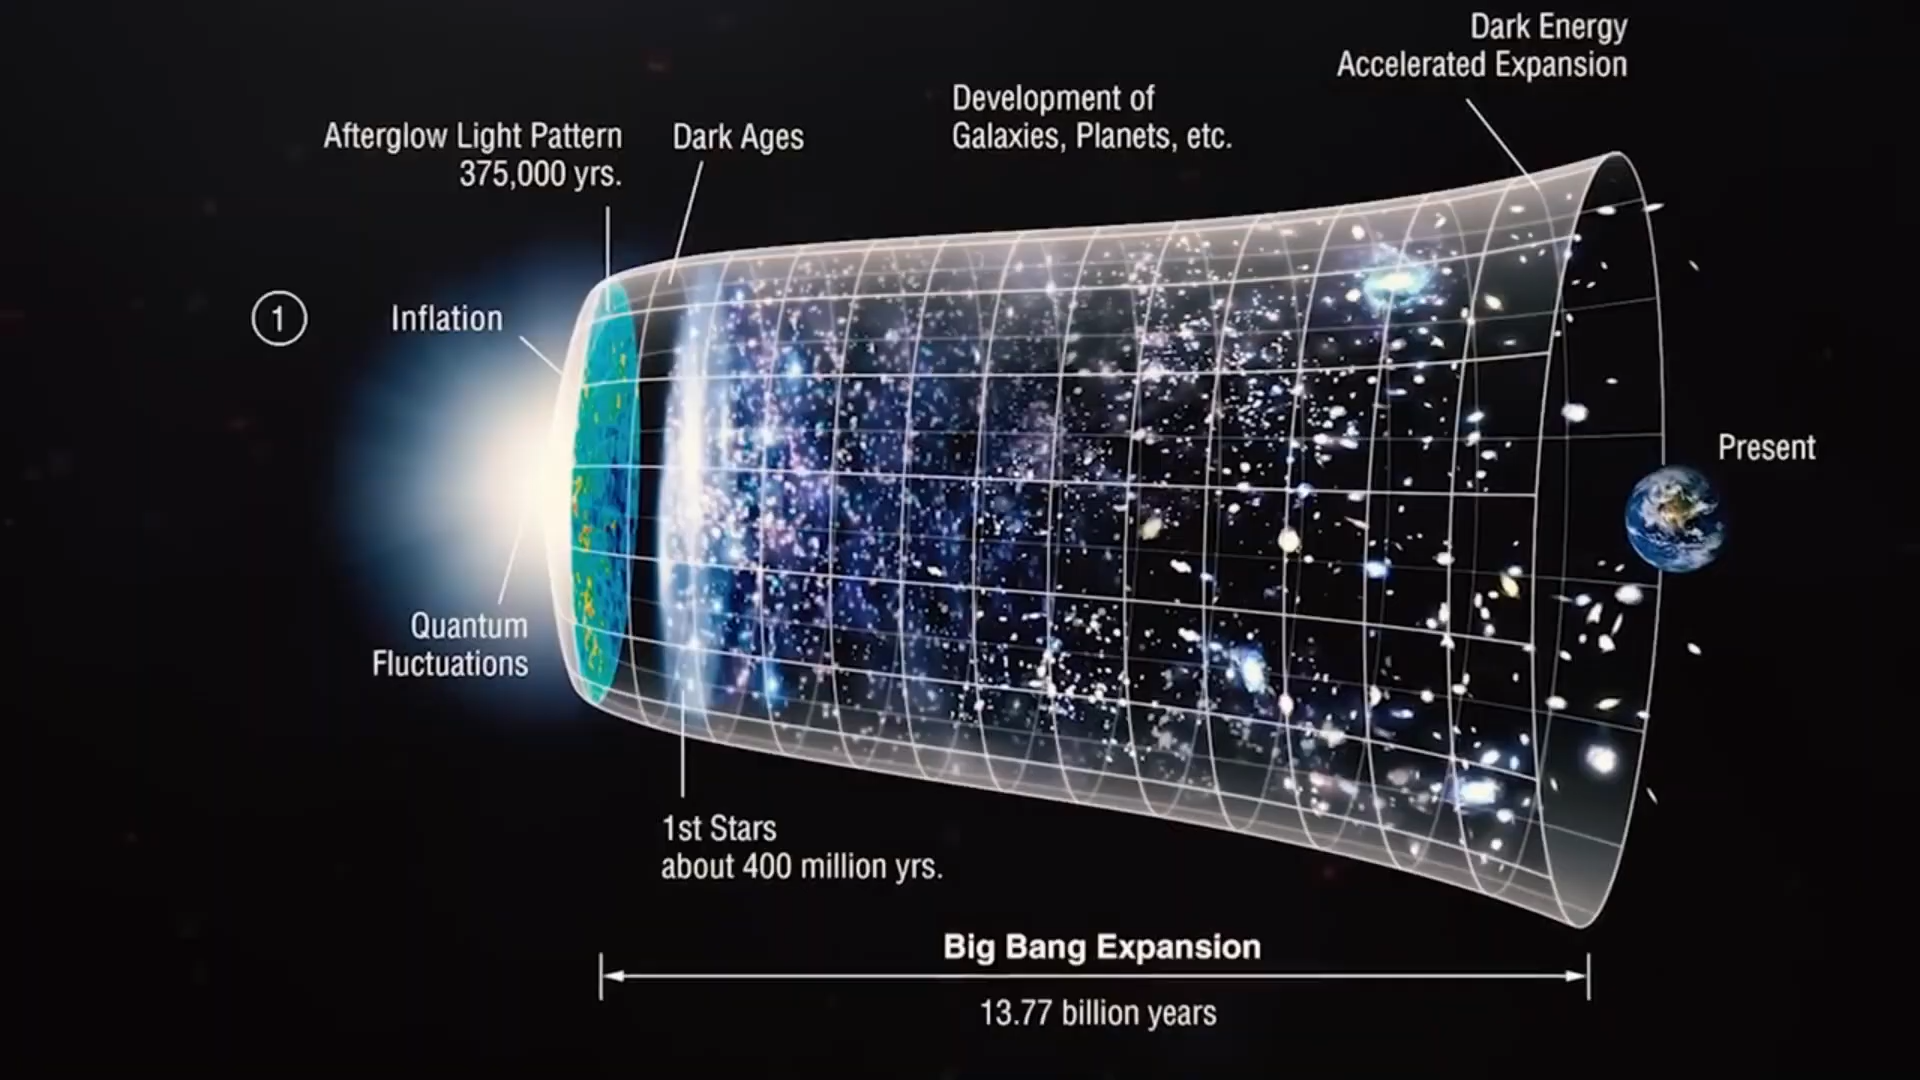 Dark Energy
Accelerated Expansion
Development of
Galaxies, Planets, etc.
Afterglow Light Pattern
375,000 yrs.
Dark Ages
1
Inflation
Present
Quantum
Fluctuations
1st Stars
about 400 million yrs.
Big Bang Expansion
13.77 billion years